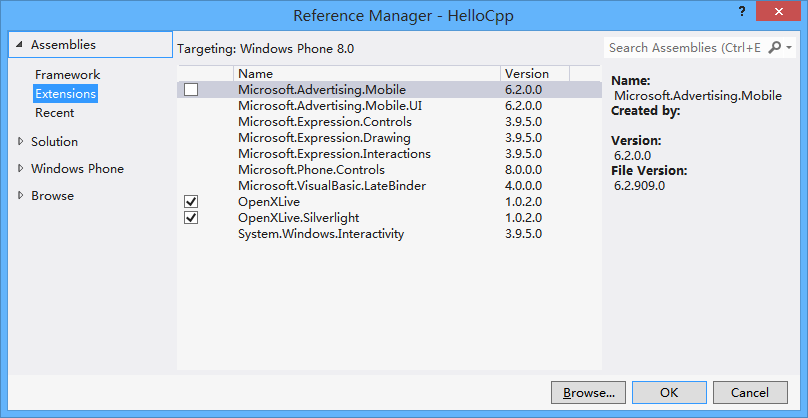 Reference Manager - HelloCpp
?
Assemblies
Framework
Extensions
Recent
Solution
Windows Phone
Browse
Targeting: Windows Phone 8.0
Name Version
Microsoft.Advertising.Mobile 6.2.0.0
Microsoft.Advertising.Mobile.UI 6.2.0.0
Microsoft.Expression.Controls 3.9.5.0
Microsoft.Expression.Drawing 3.9.5.0
Microsoft.Expression.Interactions 3.9.5.0
Microsoft.Phone.Controls 8.0.0.0
Microsoft.VisualBasic.LateBinder 4.0.0.0
OpenXLive 1.0.2.0
OpenXLive.Silverlight 1.0.2.0
System.Windows.Interactivity 3.9.5.0
Search Assemblies (Ctrl+E
Name:
Microsoft.Advertising.Mobile
Created by:
Version:
6.2.0.0
File Version:
6.2.909.0
Browse... OK Cancel